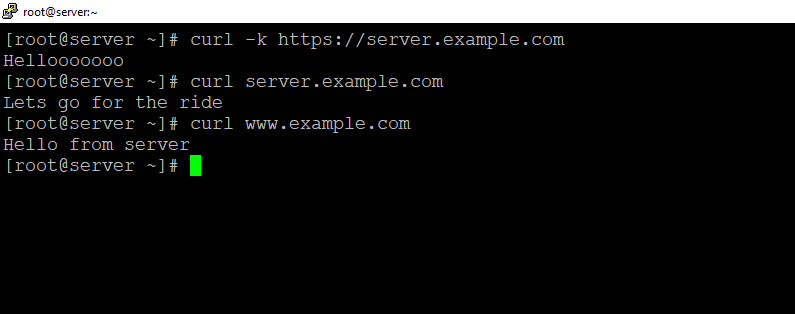 root@server:~
[root@server ~]# curl -k https://server.example.com
Hellooooooo
[root@server ~]# curl server.example.com
Lets go for the ride
[root@server ~]# curl www.example.com
Hello from server
[root@server ~]#